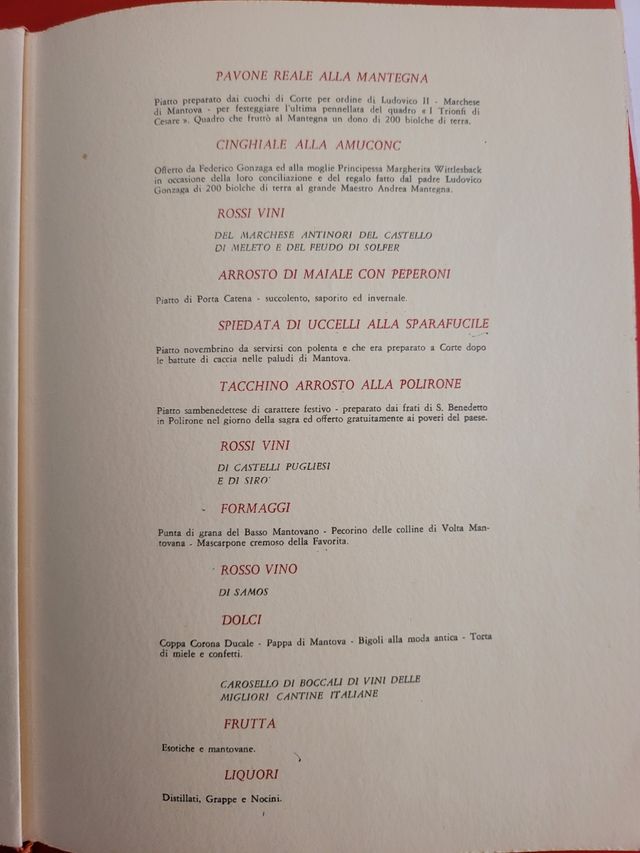 PAVONE REALE ALLA MANTEGNA
Piatto preparato dai cuochi di Corte per ordine di Ludovico II - Marchese
di Mantova - per festeggiare l'ultima pennellata del quadro « I Trionfi di
Cesare ». Quadro che fruttò al Mantegna un dono di 200 biolche di terra.
CINGHIALE ALLA AMUCONC
Offerto da Federico Gonzaga ed alla moglie Principessa Margherita Wittlesback
in occasione della loro conciliazione e del regalo fatto dal padre Ludovico
Gonzaga di 200 biolche di terra al grande Maestro Andrea Mantegna.
ROSSI VINI
DEL MARCHESE ANTINORI DEL CASTELLO
DI MELETO E DEL FEUDO DI SOLFER
ARROSTO DI MAIALE CON PEPERONI
Piatto di Porta Catena - succolento, saporito ed invernale.
SPIEDATA DI UCCELLI ALLA SPARAFUCILE
Piatto novembrino da servirsi con polenta e che era preparato a Corte dopo
le battute di caccia nelle paludi di Mantova.
TACCHINO ARROSTO ALLA POLIRONE
Piatto sambenedettese di carattere festivo - preparato dai frati di S. Benedetto
in Polirone nel giorno della sagra ed offerto gratuitamente ai poveri del paese.
ROSSI VINI
DI CASTELLI PUGLIESI
E DI SIRO'
FORMAGGI
Punta di grana del Basso Mantovano - Pecorino delle colline di Volta Man-
tovana - Mascarpone cremoso della Favorita.
ROSSO VINO
DI SAMOS
DOLCI
Coppa Corona Ducale - Pappa di Mantova - Bigoli alla moda antica - Torta
di miele e confetti.
CAROSELLO DI BOCCALI DI VINI DELLE
MIGLIORI CANTINE ITALIANE
FRUTTA
Esotiche e mantovane.
LIQUORI
Distillati, Grappe e Nocini.